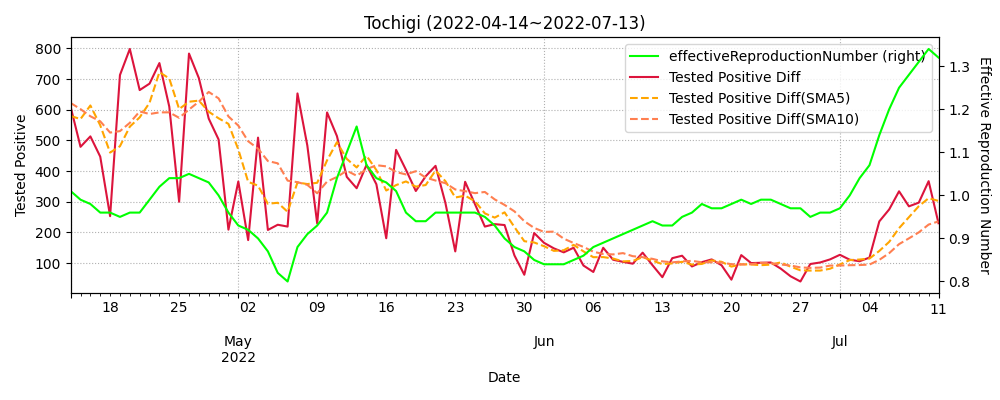 Tochigi (2022-04-14~2022-07-13)
effectiveReproductionNumber (right)
Tested Positive Diff
Tested Positive Diff(SMA5)
Tested Positive Diff(SMA10)
Tested Positive
800
700
600
500
400
300
200
100
1.3
1.2
1.1
1.0
0.9
0.8
Effective Reproduction Number
18 25 02 09 16 23 30 06 13 20 27 04 11
May Jun Jul
2022
Date